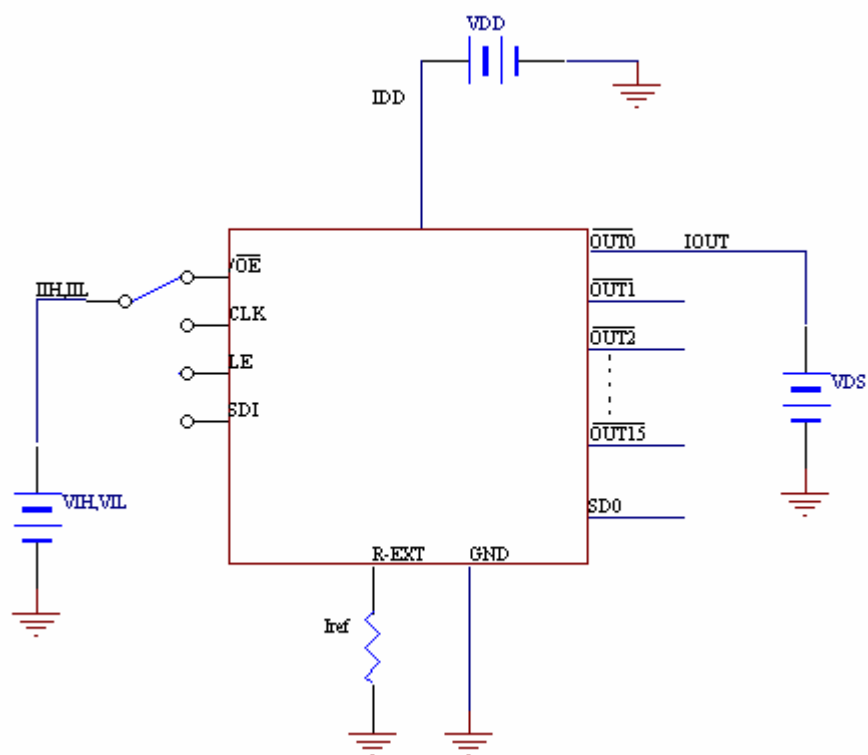 VDD
IDD
OUT0 IOUT
/OE
IIH,IIL
OUT1
CLK
OUT2
LE
VDS
SDI
OUT15
VIH,VIL
SD0
R-EXT GND
Iref